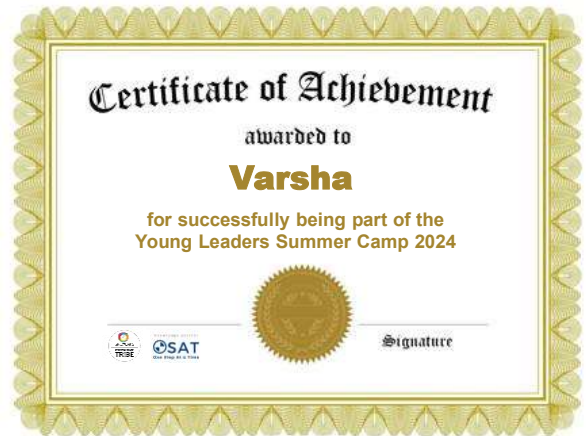 Certificate of Achievement
awarded to
Varsha
for successfully being part of the
Young Leaders Summer Camp 2024
TRIBE
OSAT
One Step At a Time
Signature